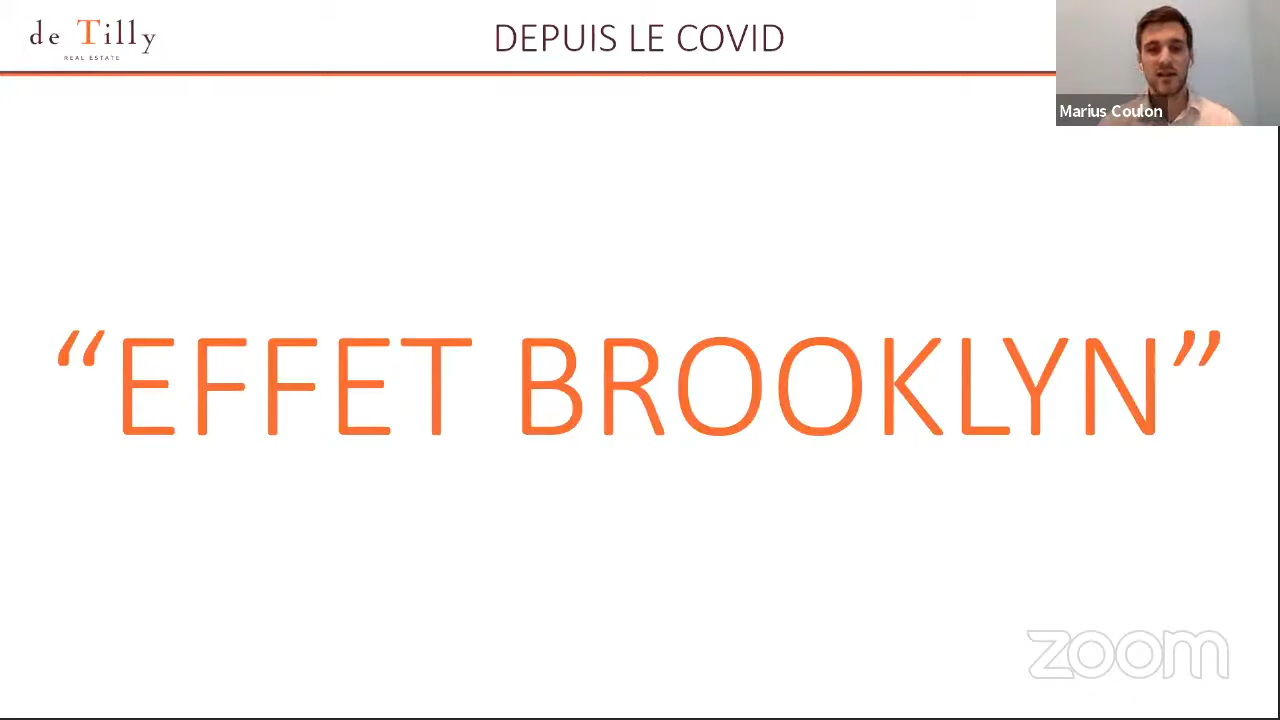 de Tilly
REAL ESTATE
DEPUIS LE COVID
Marius Coulon
“EFFET BROOKLYN”
zoom